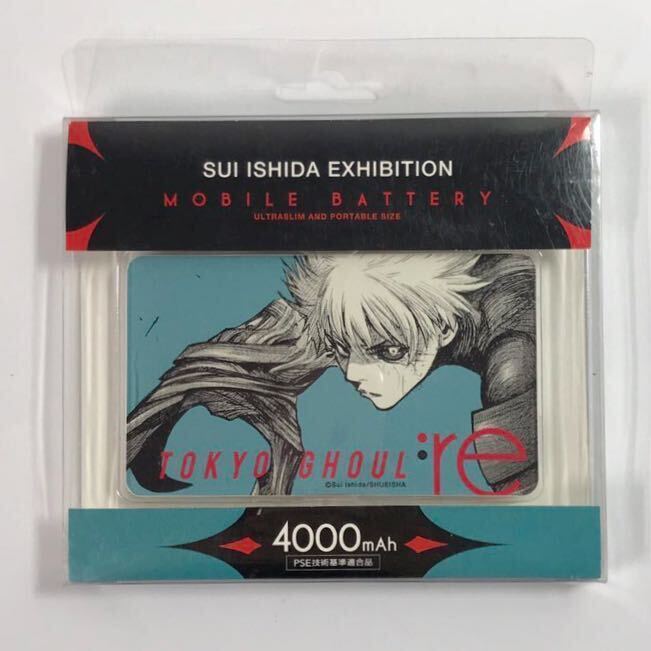 SUI ISHIDA EXHIBITION
MOBILE BATTERY
ULTRASLIM AND PORTABLE SIZE
TOKYO GHOUL:re
©Sui Ishida/SHUEISHA
4000mAh
PSE技術基準適合品